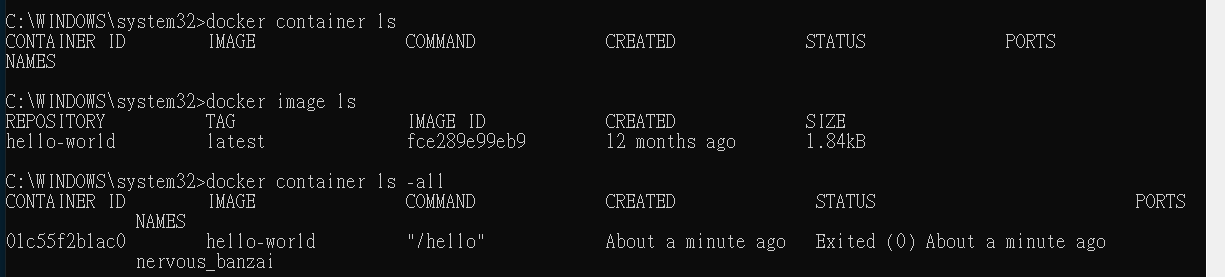 C:\WINDOWS\system32>docker container ls
CONTAINER ID        IMAGE               COMMAND             CREATED             STATUS              PORTS
NAMES
C:\WINDOWS\system32>docker image ls
REPOSITORY          TAG                 IMAGE ID            CREATED             SIZE
hello-world         latest              fce289e99eb9        12 months ago       1.84kB
C:\WINDOWS\system32>docker container ls -all
CONTAINER ID        IMAGE               COMMAND             CREATED              STATUS                          PORTS
             NAMES
01c55f2b1ac0        hello-world         "/hello"            About a minute ago   Exited (0) About a minute ago
             nervous_banzai